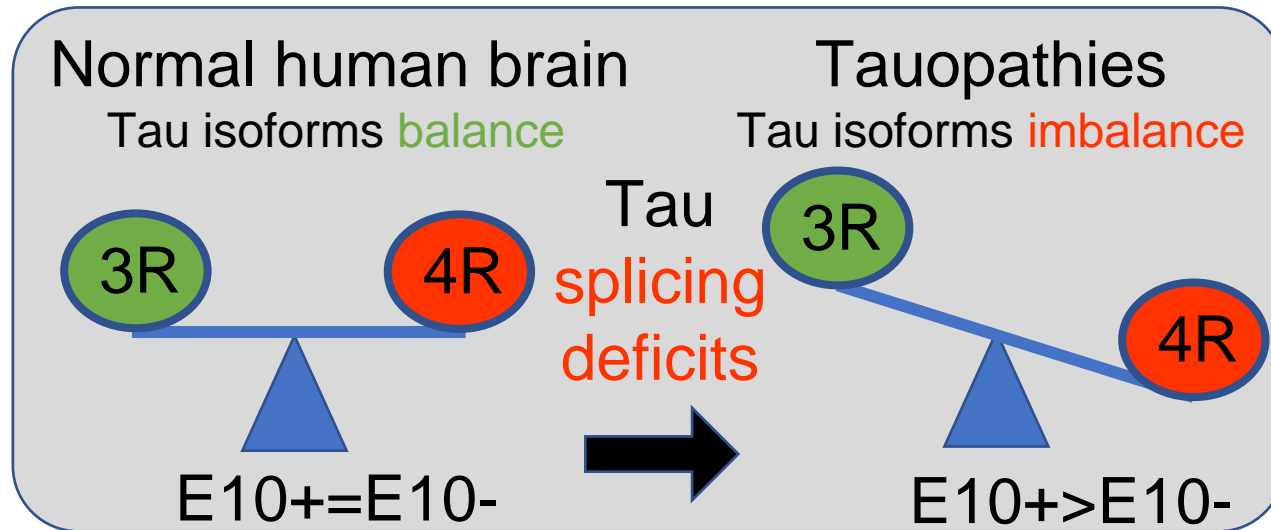 Normal human brain
Tau isoforms balance
3R
4R
E10+=E10-
Tau
splicing
deficits
Tauopathies
Tau isoforms imbalance
3R
4R
E10+>E10-